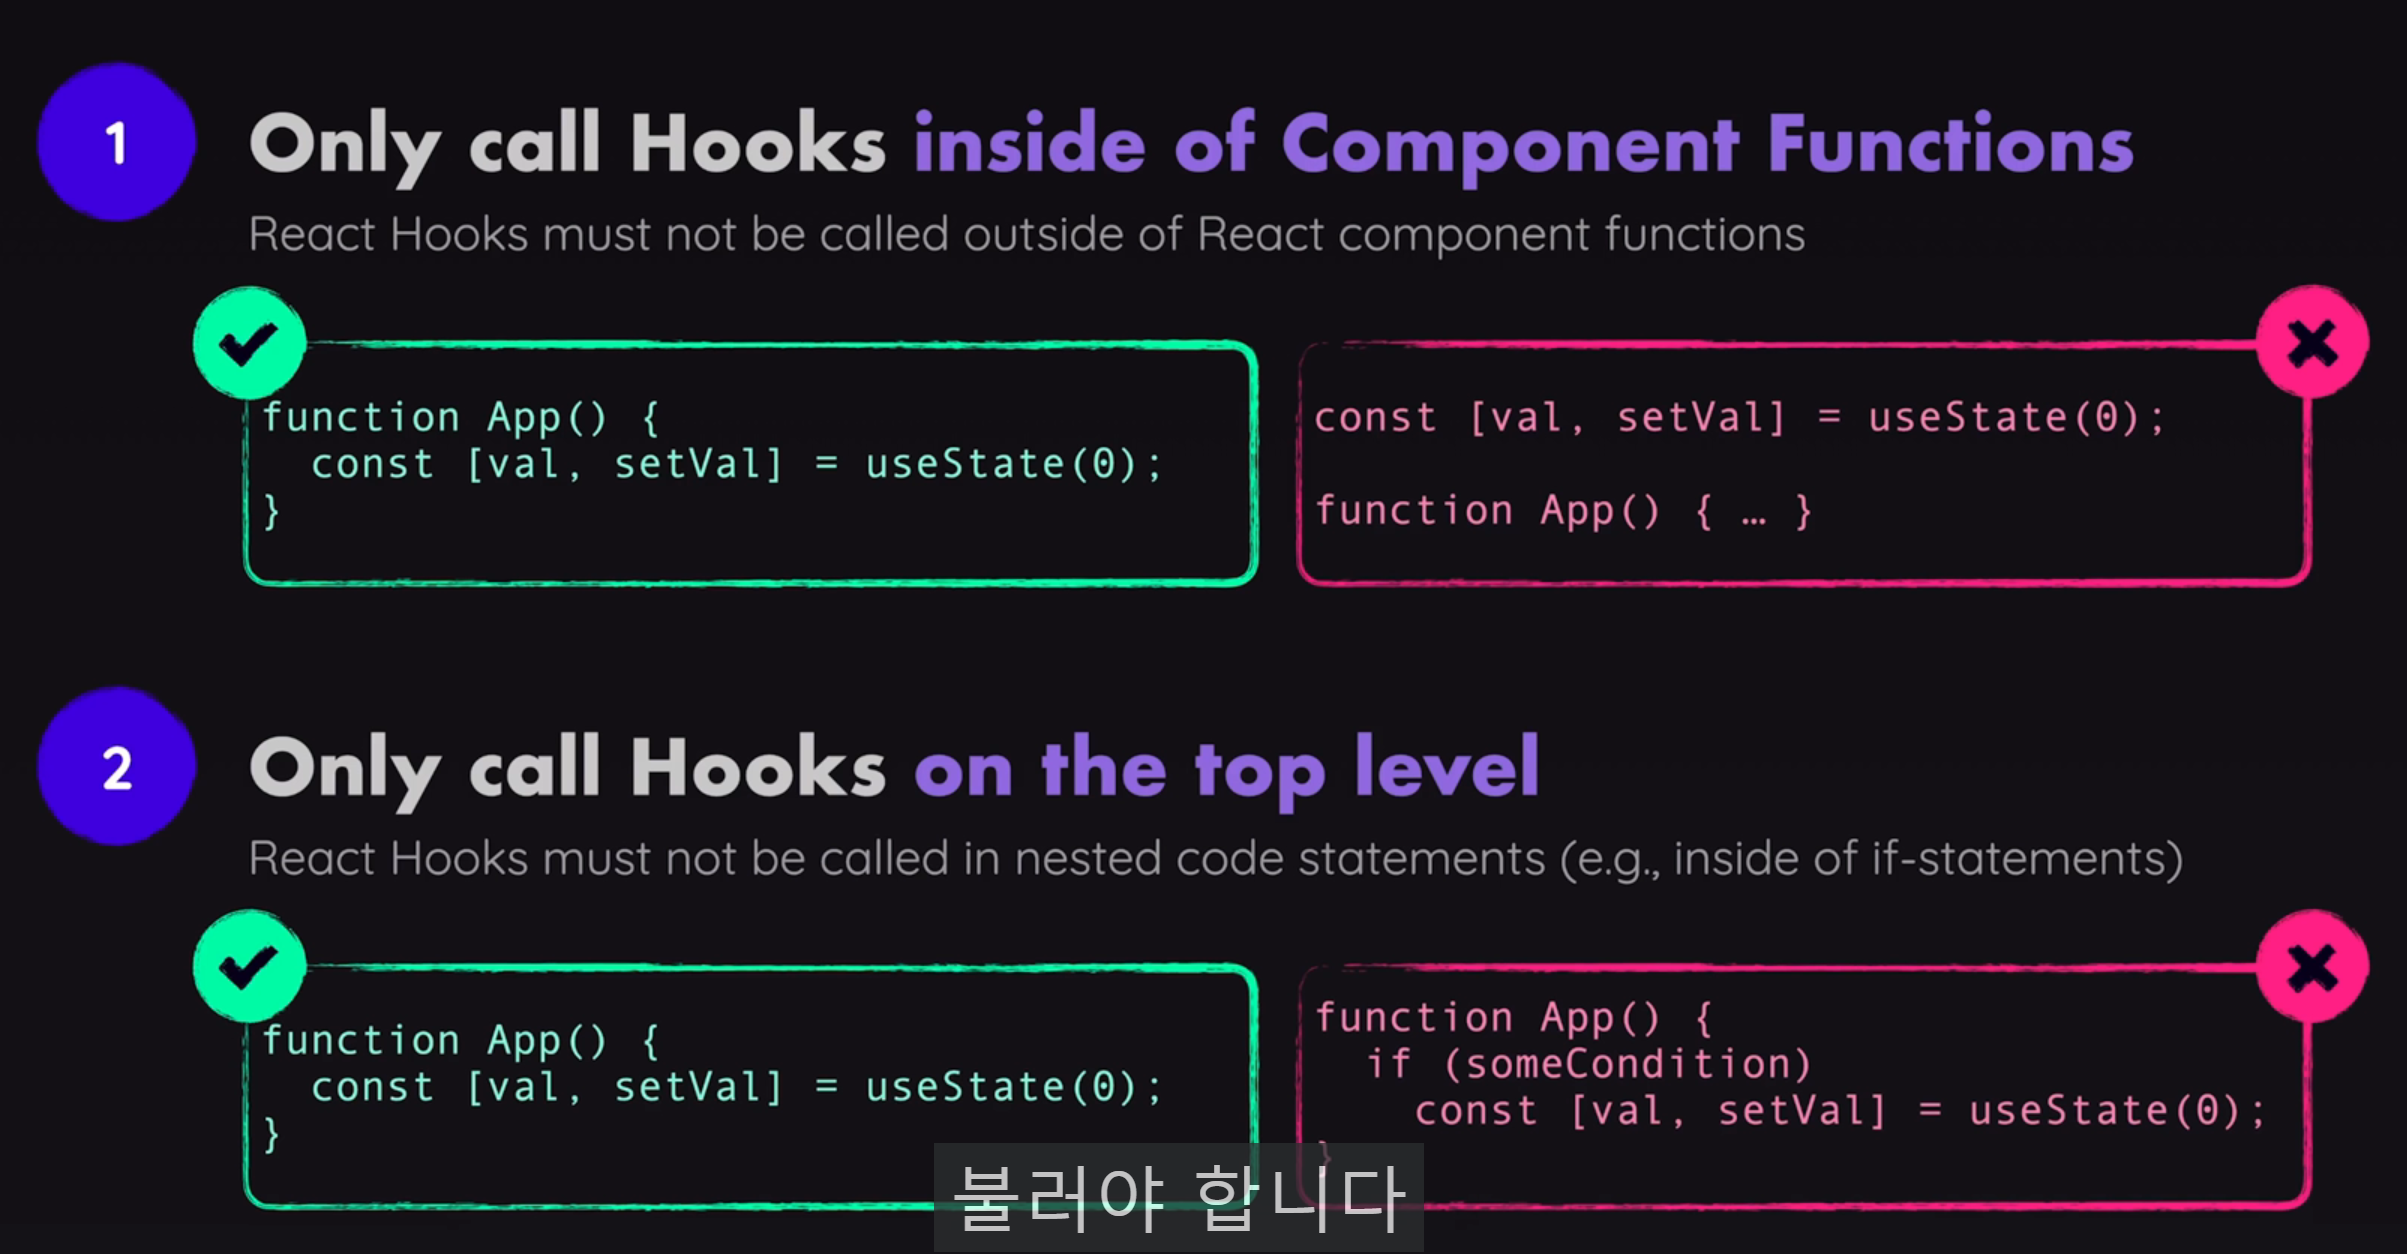 1
Only call Hooks inside of Component Functions
React Hooks must not be called outside of React component functions
function App() {
  const [val, setVal] = useState(0);
}
const [val, setVal] = useState(0);
function App() { … }
2
Only call Hooks on the top level
React Hooks must not be called in nested code statements (e.g., inside of if-statements)
function App() {
  const [val, setVal] = useState(0);
}
function App() {
  if (someCondition)
    const [val, setVal] = useState(0);
}
불러야 합니다